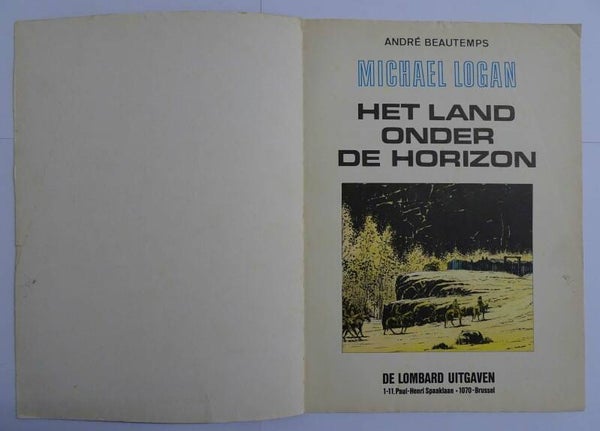 ANDRÉ BEAUTEMPS
MICHAEL LOGAN
HET LAND
ONDER
DE HORIZON
DE LOMBARD UITGAVEN
1-11, Paul-Henri Spaaklaan • 1070-Brussel